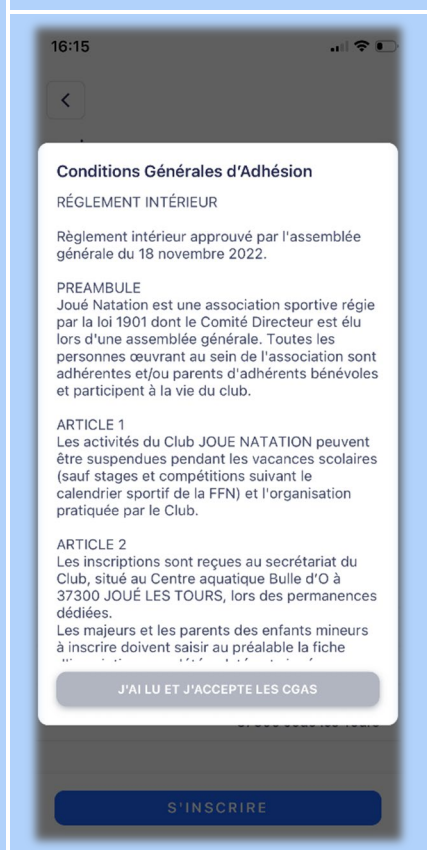 16:15
Conditions Générales d'Adhésion
RÉGLEMENT INTÉRIEUR
Règlement intérieur approuvé par l'assemblée
générale du 18 novembre 2022.
PREAMBULE
Joué Natation est une association sportive régie
par la loi 1901 dont le Comité Directeur est élu
lors d'une assemblée générale. Toutes les
personnes œuvrant au sein de l'association sont
adhérentes et/ou parents d'adhérents bénévoles
et participent à la vie du club.
ARTICLE 1
Les activités du Club JOUE NATATION peuvent
être suspendues pendant les vacances scolaires
(sauf stages et compétitions suivant le
calendrier sportif de la FFN) et l'organisation
pratiquée par le Club.
ARTICLE 2
Les inscriptions sont reçues au secrétariat du
Club, situé au Centre aquatique Bulle d'O à
37300 JOUÉ LES TOURS, lors des permanences
dédiées.
Les majeurs et les parents des enfants mineurs
à inscrire doivent saisir au préalable la fiche
J'AI LU ET J'ACCEPTE LES CGAS
S'INSCRIRE